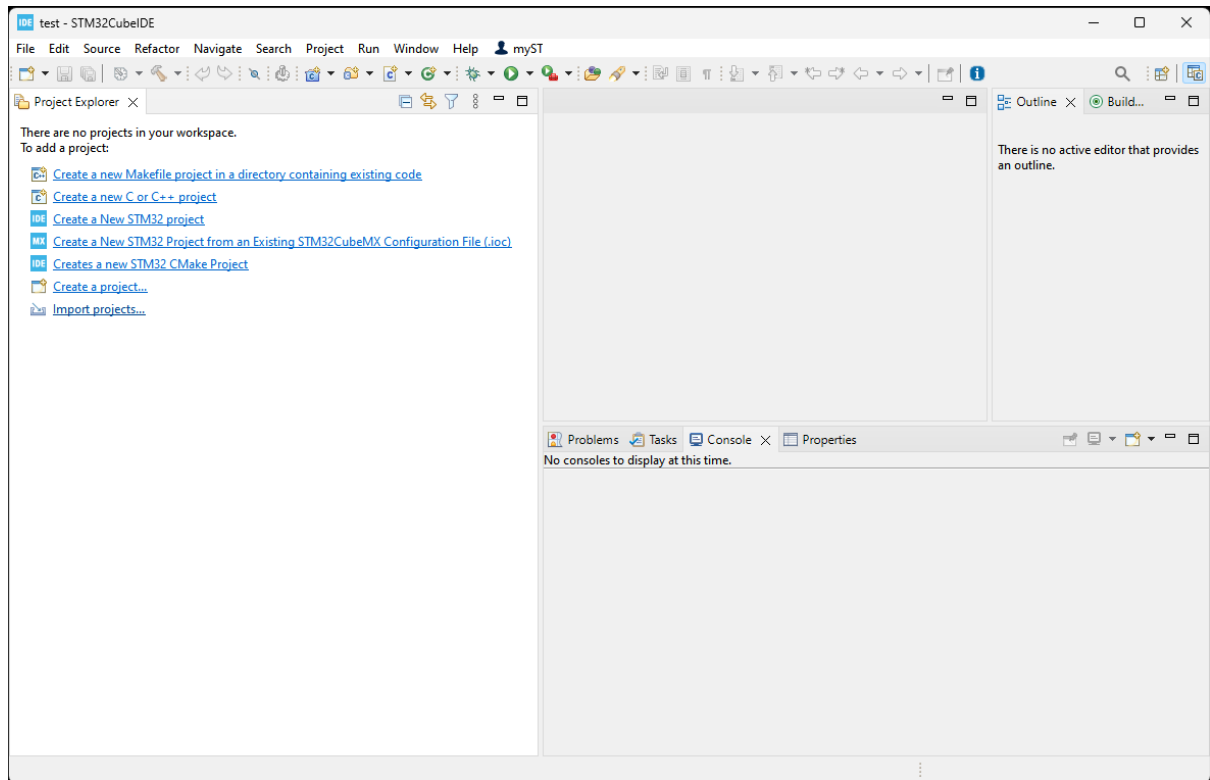 IDE test - STM32CubeIDE
File Edit Source Refactor Navigate Search Project Run Window Help myST
Project Explorer
There are no projects in your workspace.
To add a project:
Create a new Makefile project in a directory containing existing code
Create a new C or C++ project
IDE Create a New STM32 project
MX Create a New STM32 Project from an Existing STM32CubeMX Configuration File (.ioc)
IDE Creates a new STM32 CMake Project
Create a project...
Import projects...
Outline Build...
There is no active editor that provides
an outline.
Problems Tasks Console Properties
No consoles to display at this time.